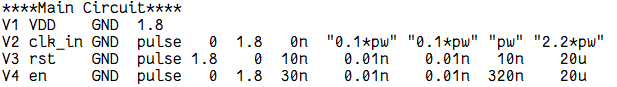 ****Main Circuit****
V1 VDD GND 1.8
V2 clk_in GND pulse 0 1.8 0n "0.1*pw" "0.1*pw" "pw" "2.2*pw"
V3 rst GND pulse 1.8 0 10n 0.01n 0.01n 10n 20u
V4 en GND pulse 0 1.8 30n 0.01n 0.01n 320n 20u